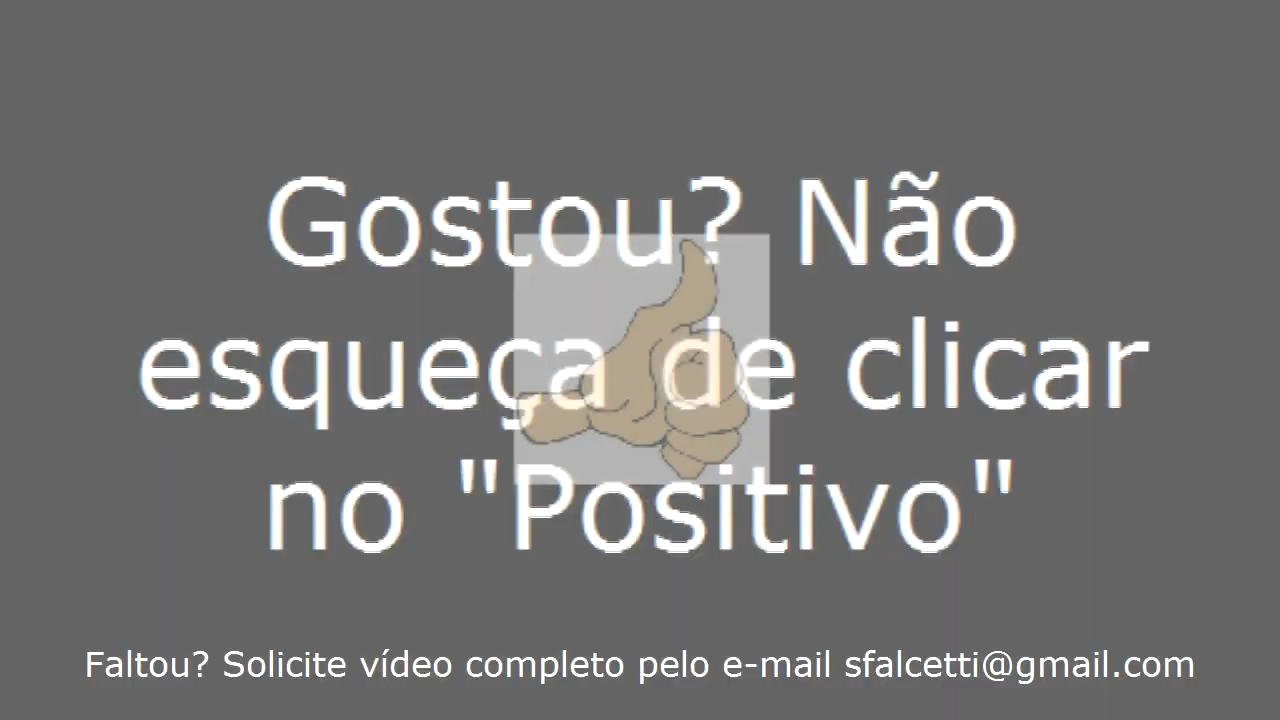 Gostou? Não
esqueça de clicar
no "Positivo"
Faltou? Solicite vídeo completo pelo e-mail sfalcetti@gmail.com